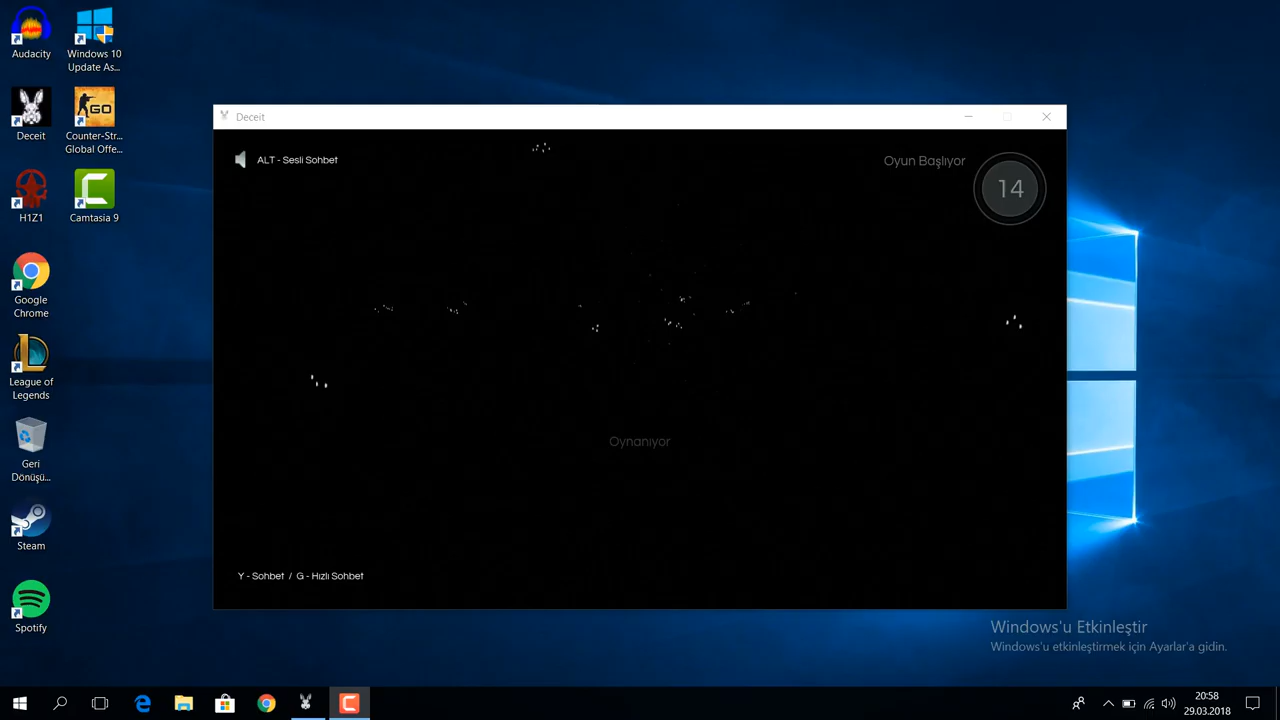 Audacity
Windows 10
Update As...
Deceit
GO
Counter-Str...
Global Offe...
H1Z1
Camtasia 9
Google
Chrome
League of
Legends
Geri
Dönüşü...
Steam
Spotify
Deceit
ALT - Sesli Sohbet
Oyun Başlıyor
14
Oynanıyor
Y - Sohbet / G - Hızlı Sohbet
Windows'u Etkinleştir
Windows'u etkinleştirmek için Ayarlar'a gidin.
20:58
29.03.2018